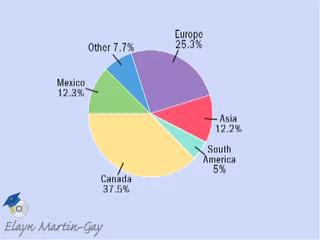 Europe
25.3%
Other 7.7%
Mexico
12.3%
Asia
12.2%
South
America
5%
Canada
37.5%
Elayn Martin-Gay